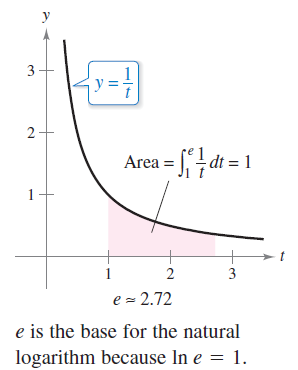 y
3
y = 1/t
2
Area = ∫₁ᵉ 1/t dt = 1
1
t
1 2 3
e ≈ 2.72
e is the base for the natural
logarithm because ln e = 1.